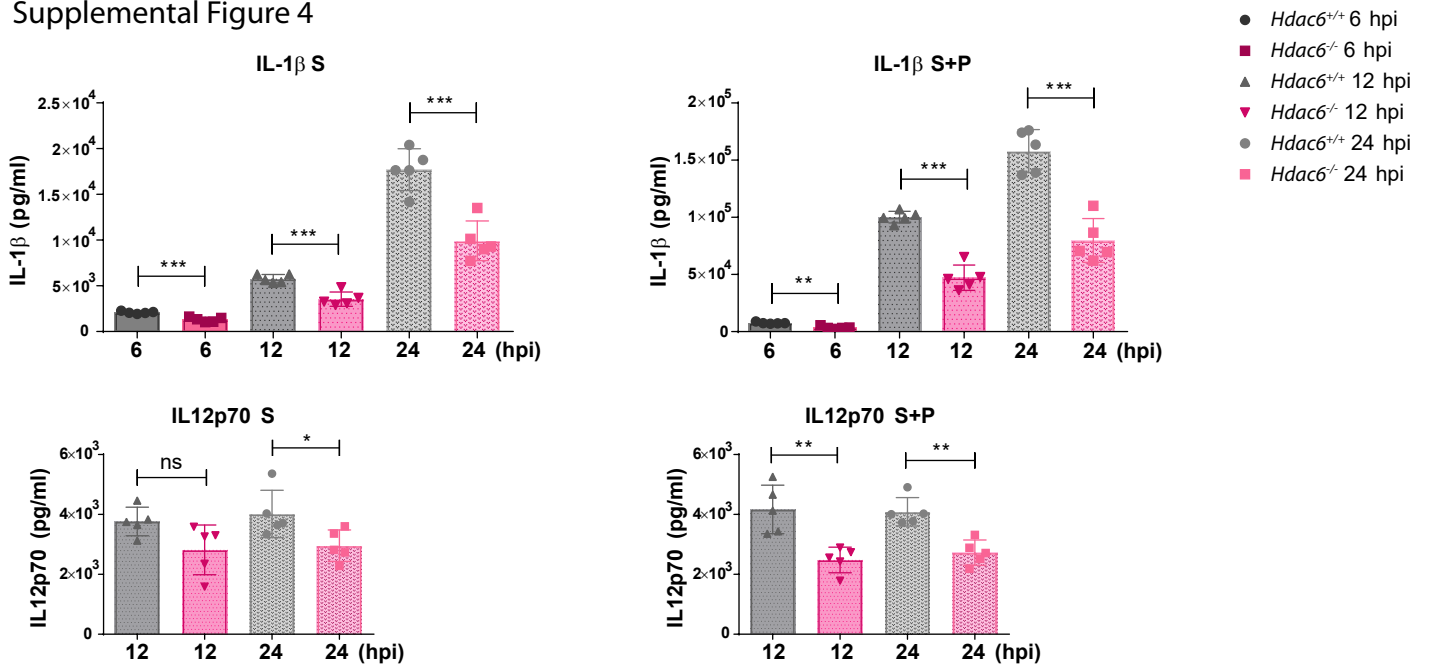 Supplemental Figure 4
Hdac6+/+ 6 hpi
Hdac6-/- 6 hpi
Hdac6+/+ 12 hpi
Hdac6-/- 12 hpi
Hdac6+/+ 24 hpi
Hdac6-/- 24 hpi
IL-1β S
IL-1β (pg/ml)
2.5×10⁴
2×10⁴
1.5×10⁴
1×10⁴
5×10³
0
***
***
***
6 6 12 12 24 24 (hpi)
IL-1β S+P
IL-1β (pg/ml)
2×10⁵
1.5×10⁵
1×10⁵
5×10⁴
0
**
***
***
6 6 12 12 24 24 (hpi)
IL12p70 S
IL12p70 (pg/ml)
6×10³
4×10³
2×10³
0
ns
*
12 12 24 24 (hpi)
IL12p70 S+P
IL12p70 (pg/ml)
6×10³
4×10³
2×10³
0
**
**
12 12 24 24 (hpi)